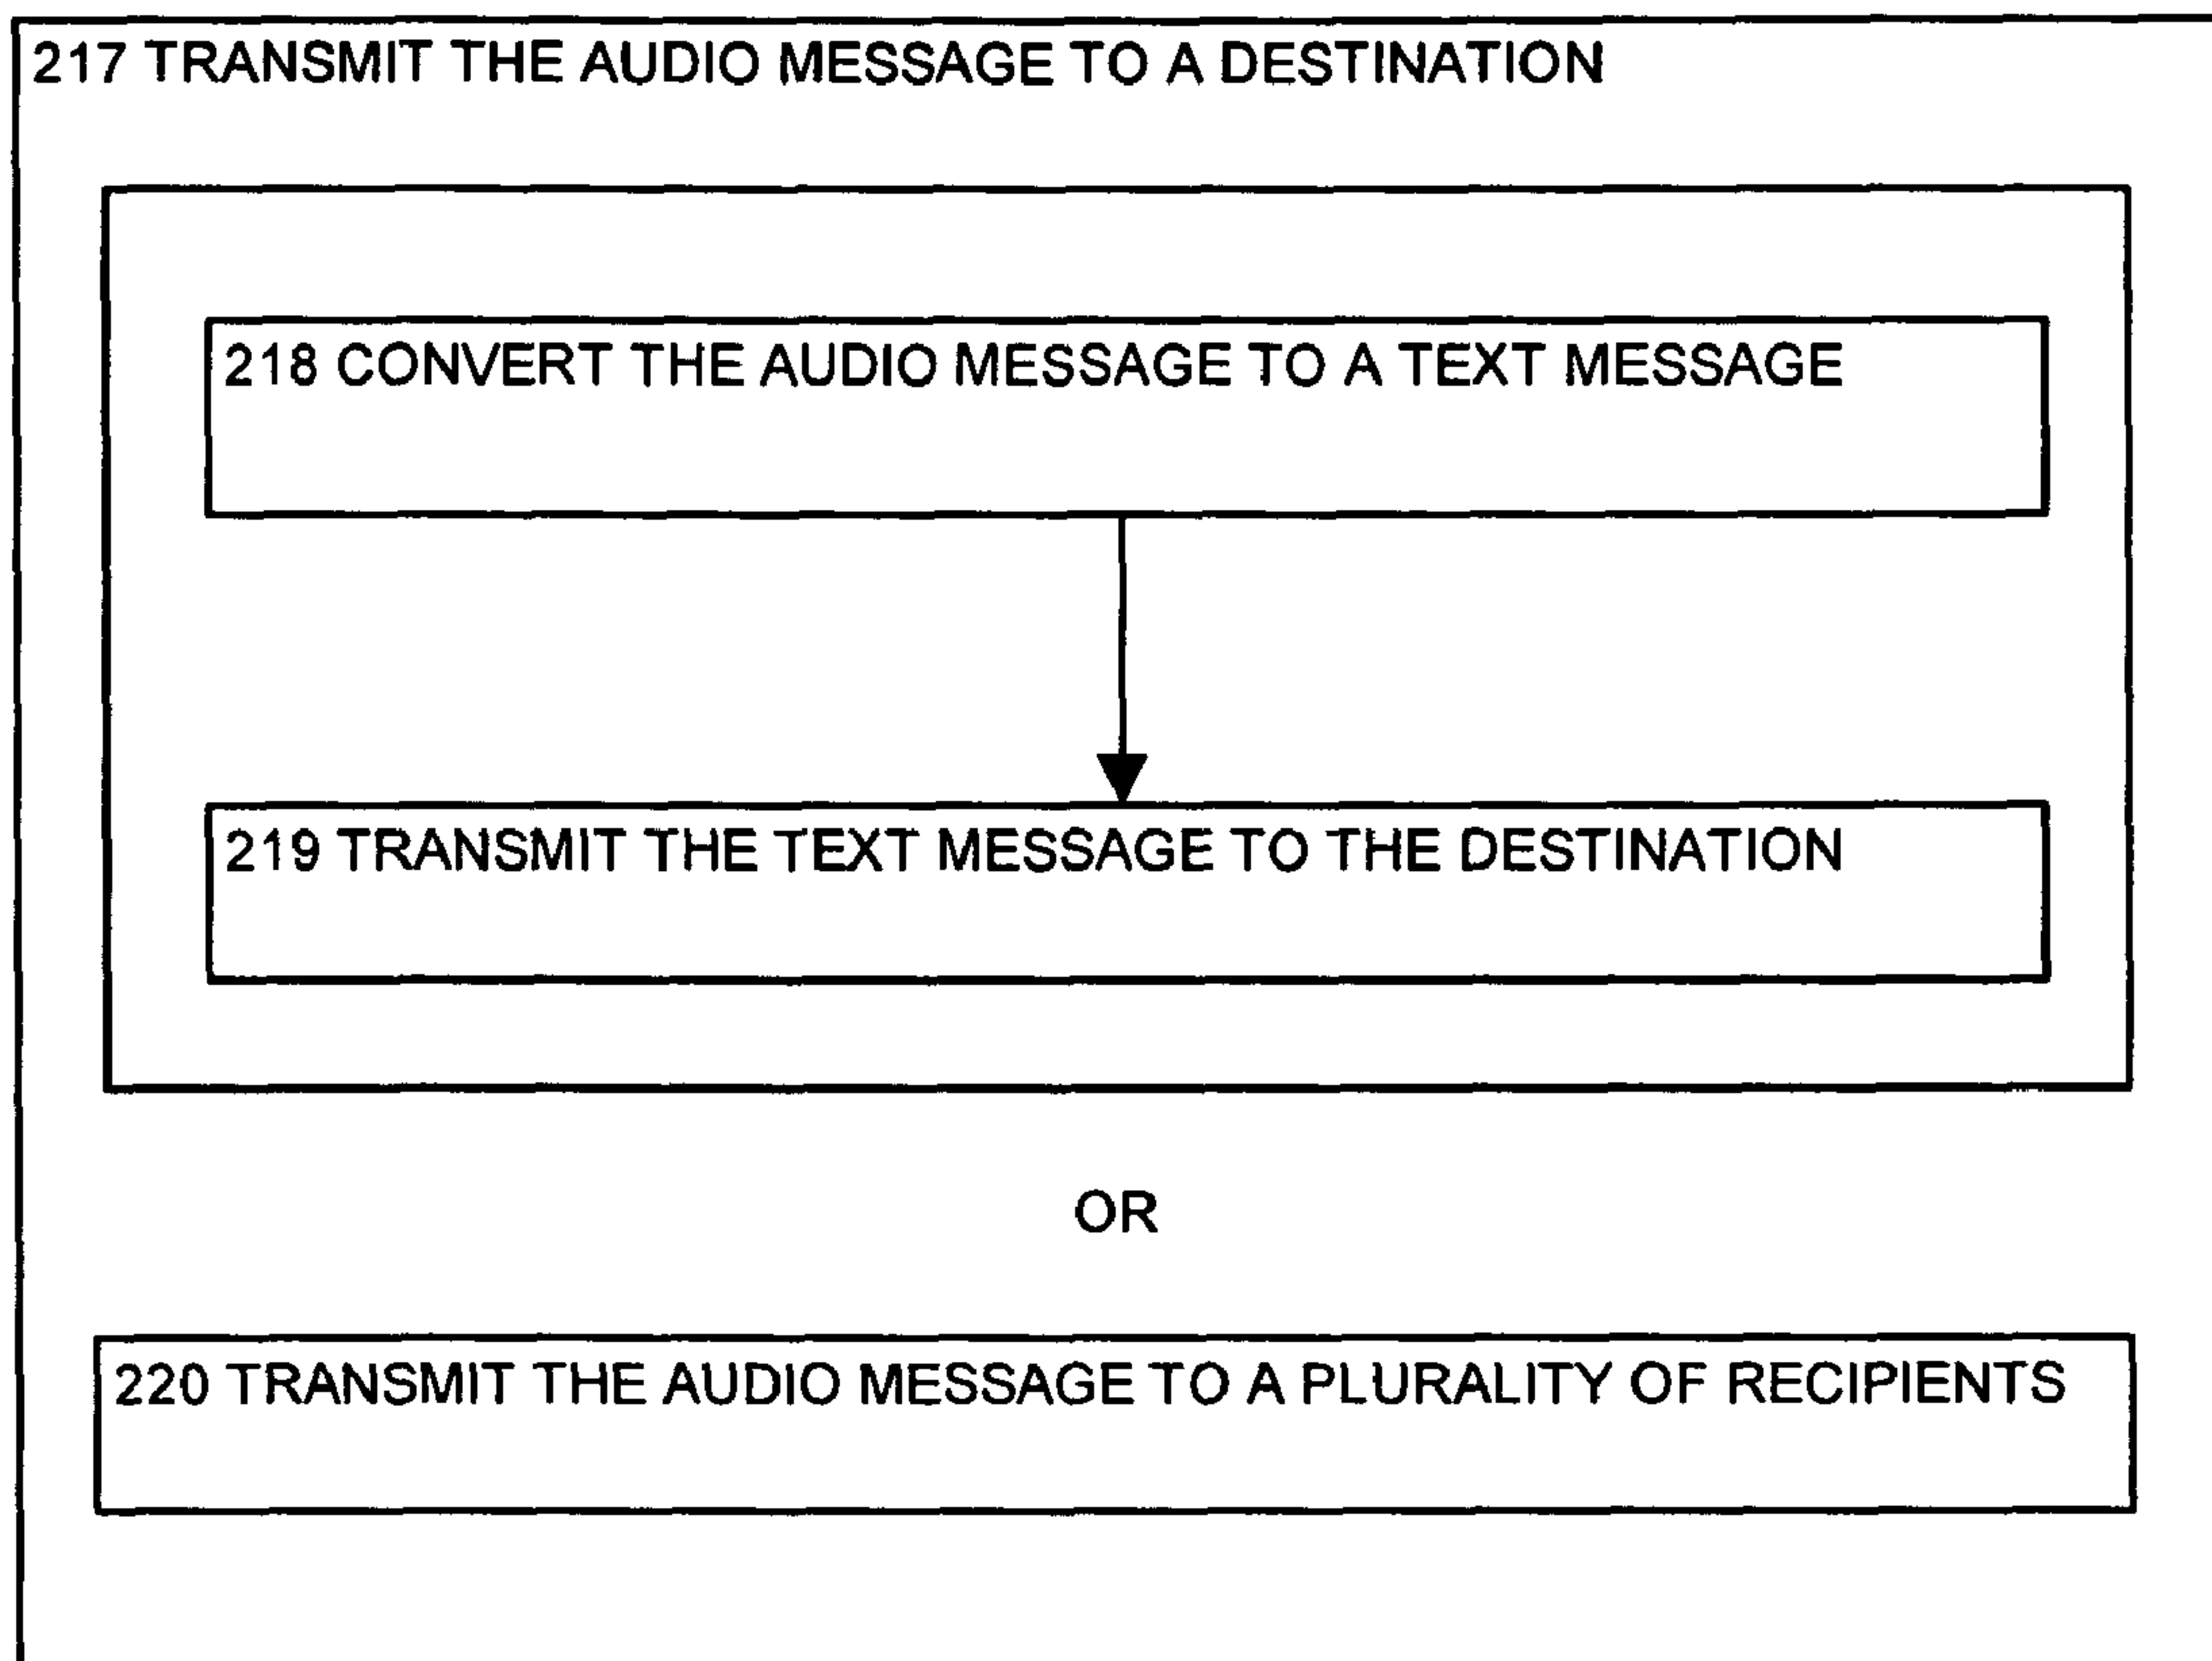 217 TRANSMIT THE AUDIO MESSAGE TO A DESTINATION
218 CONVERT THE AUDIO MESSAGE TO A TEXT MESSAGE
219 TRANSMIT THE TEXT MESSAGE TO THE DESTINATION
OR
220 TRANSMIT THE AUDIO MESSAGE TO A PLURALITY OF RECIPIENTS